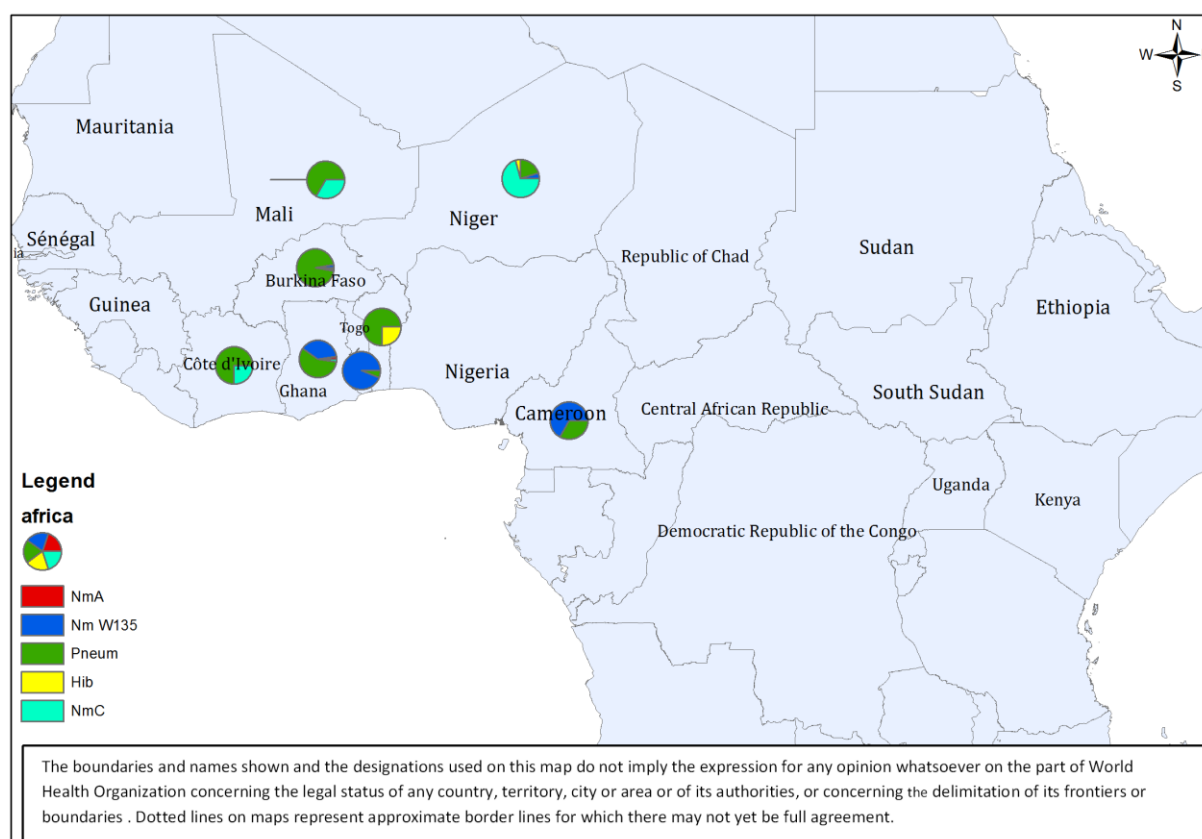 N
W
S
Mauritania
Mali
Niger
Sénégal
ia
Burkina Faso
Republic of Chad
Sudan
Guinea
Togo
Ethiopia
Côte d'Ivoire
Ghana
Nigeria
Cameroon
Central African Republic
South Sudan
Uganda
Kenya
Democratic Republic of the Congo
Legend
africa
NmA
Nm W135
Pneum
Hib
NmC
The boundaries and names shown and the designations used on this map do not imply the expression for any opinion whatsoever on the part of World
Health Organization concerning the legal status of any country, territory, city or area or of its authorities, or concerning the delimitation of its frontiers or
boundaries . Dotted lines on maps represent approximate border lines for which there may not yet be full agreement.